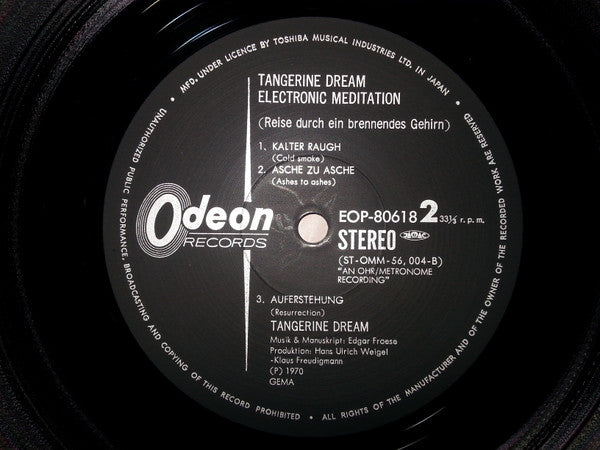 • MFD. UNDER LICENCE BY TOSHIBA MUSICAL INDUSTRIES LTD. IN JAPAN •
UNAUTHORIZED PUBLIC PERFORMANCE, BROADCASTING AND COPYING OF THIS RECORD PROHIBITED • ALL RIGHTS OF THE MANUFACTURER AND OF THE OWNER OF THE RECORDED WORK ARE RESERVED
TANGERINE DREAM
ELECTRONIC MEDITATION
(Reise durch ein brennendes Gehirn)
1. KALTER RAUGH
(Cold smoke)
2. ASCHE ZU ASCHE
(Ashes to ashes)
Odeon
RECORDS
EOP-80618 2 33⅓ r. p. m.
STEREO JASRAC
(ST-OMM-56, 004-B)
"AN OHR/METRONOME
RECORDING"
3. AUFERSTEHUNG
(Resurrection)
TANGERINE DREAM
Musik & Manuskript: Edgar Froese
Produktion: Hans Ulrich Weigel
-Klaus Freudigmann
(P) 1970
GEMA